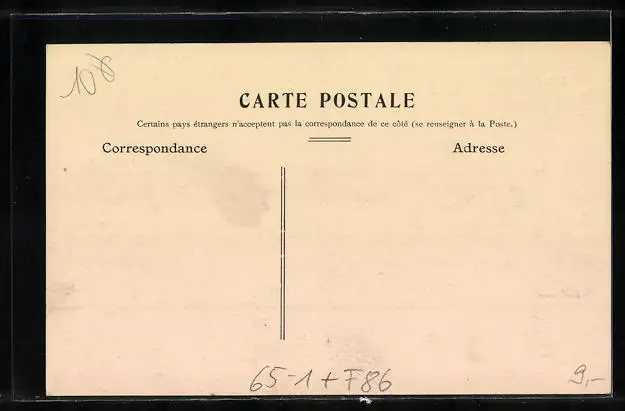 108
CARTE POSTALE
Certains pays étrangers n'acceptent pas la correspondance de ce côté (se renseigner à la Poste.)
Correspondance
Adresse
65-1+F86
9,-